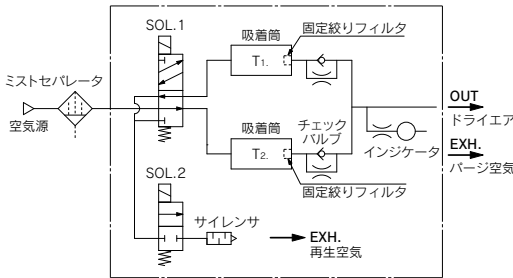 SOL.1
吸着筒
固定絞りフィルタ
T1.
ミストセパレータ
空気源
OUT
ドライエア
吸着筒
チェック
バルブ
T2.
インジケータ
EXH.
パージ空気
SOL.2
固定絞りフィルタ
サイレンサ
EXH.
再生空気